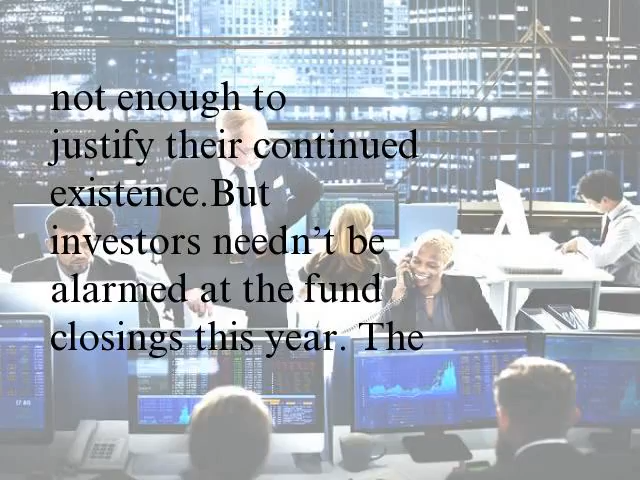 not enough to
justify their continued
existence.But
investors needn’t be
alarmed at the fund
closings this year. The